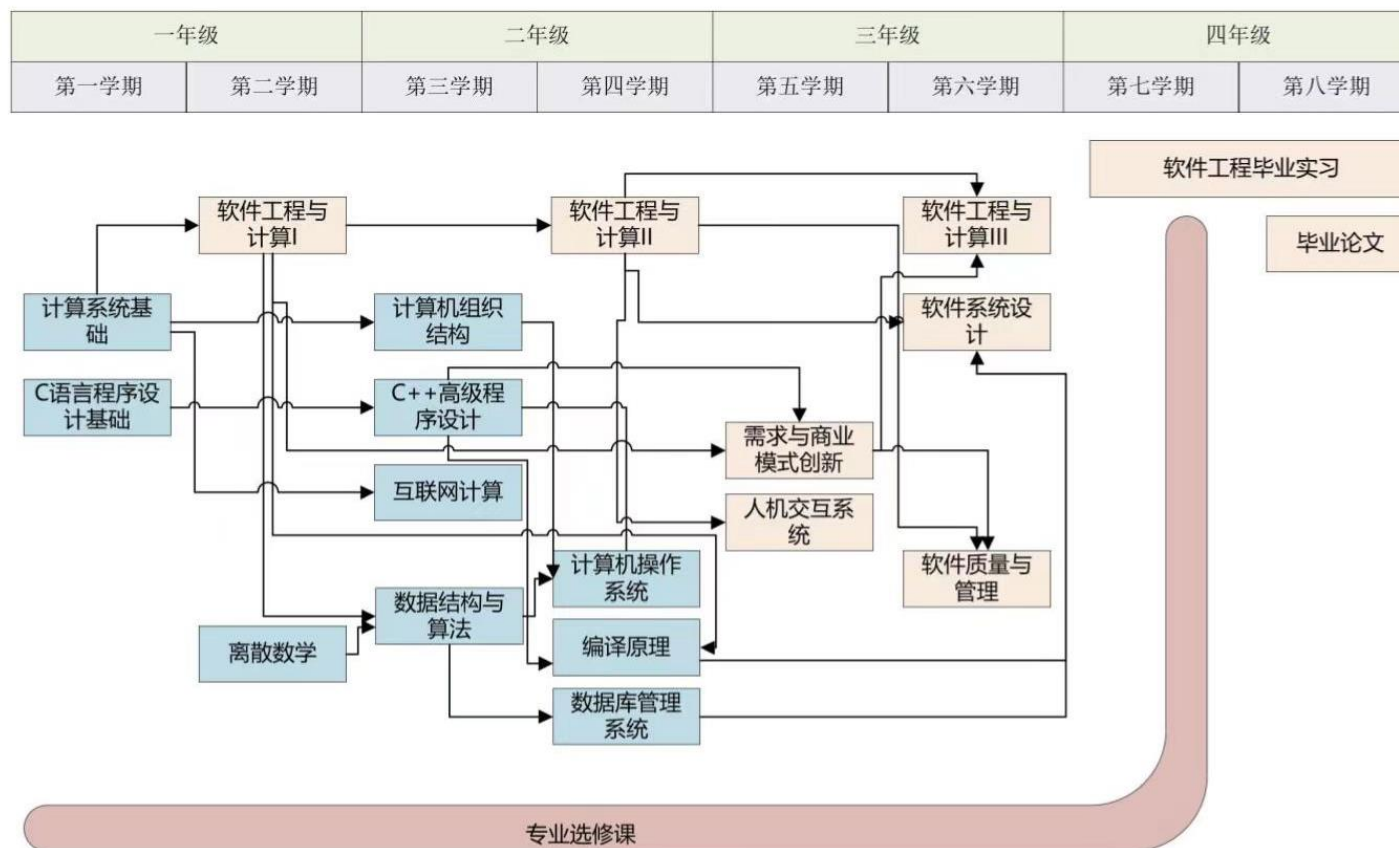 一年级
二年级
三年级
四年级
第一学期
第二学期
第三学期
第四学期
第五学期
第六学期
第七学期
第八学期
软件工程毕业实习
软件工程与
计算I
软件工程与
计算II
软件工程与
计算III
毕业论文
计算系统基
础
计算机组织
结构
软件系统设
计
C语言程序设
计基础
C++高级程
序设计
需求与商业
模式创新
互联网计算
人机交互系
统
计算机操作
系统
软件质量与
管理
数据结构与
算法
离散数学
编译原理
数据库管理
系统
专业选修课